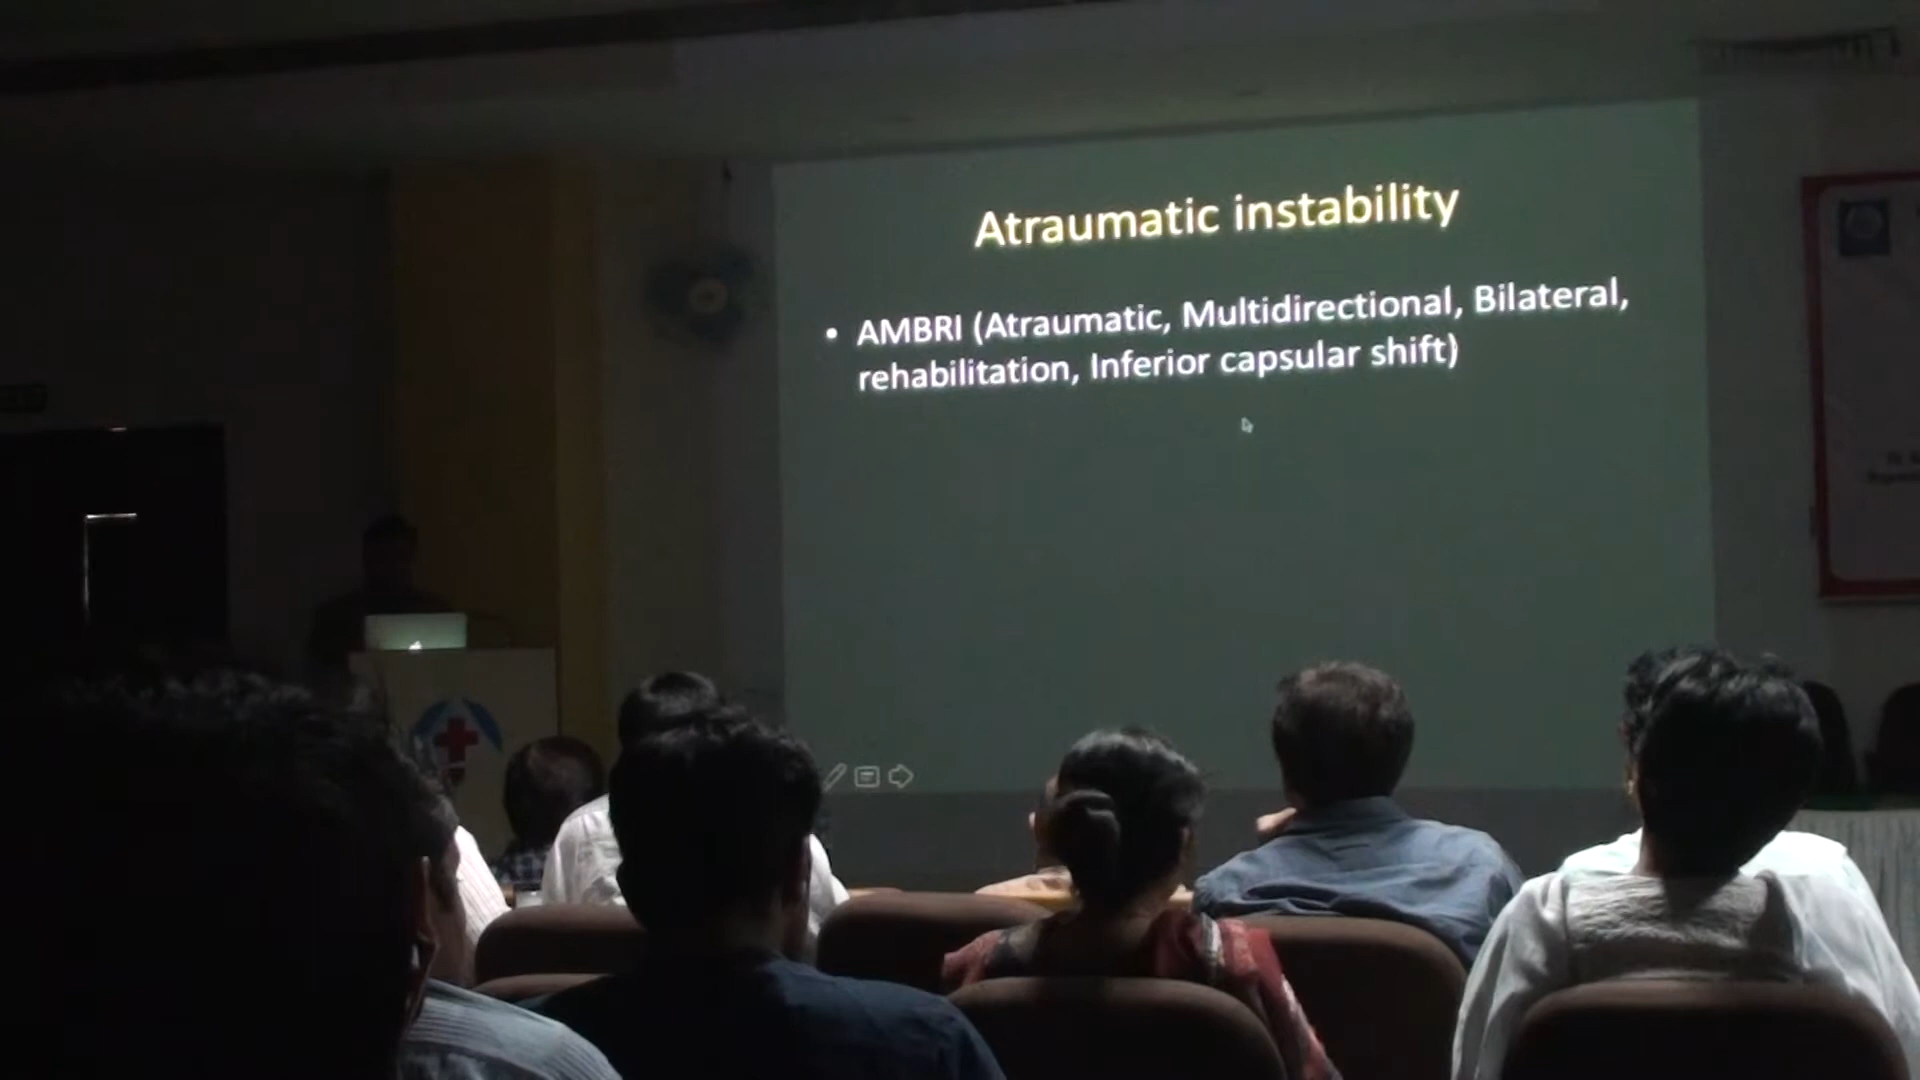 Atraumatic instability
• AMBRI (Atraumatic, Multidirectional, Bilateral,
rehabilitation, Inferior capsular shift)